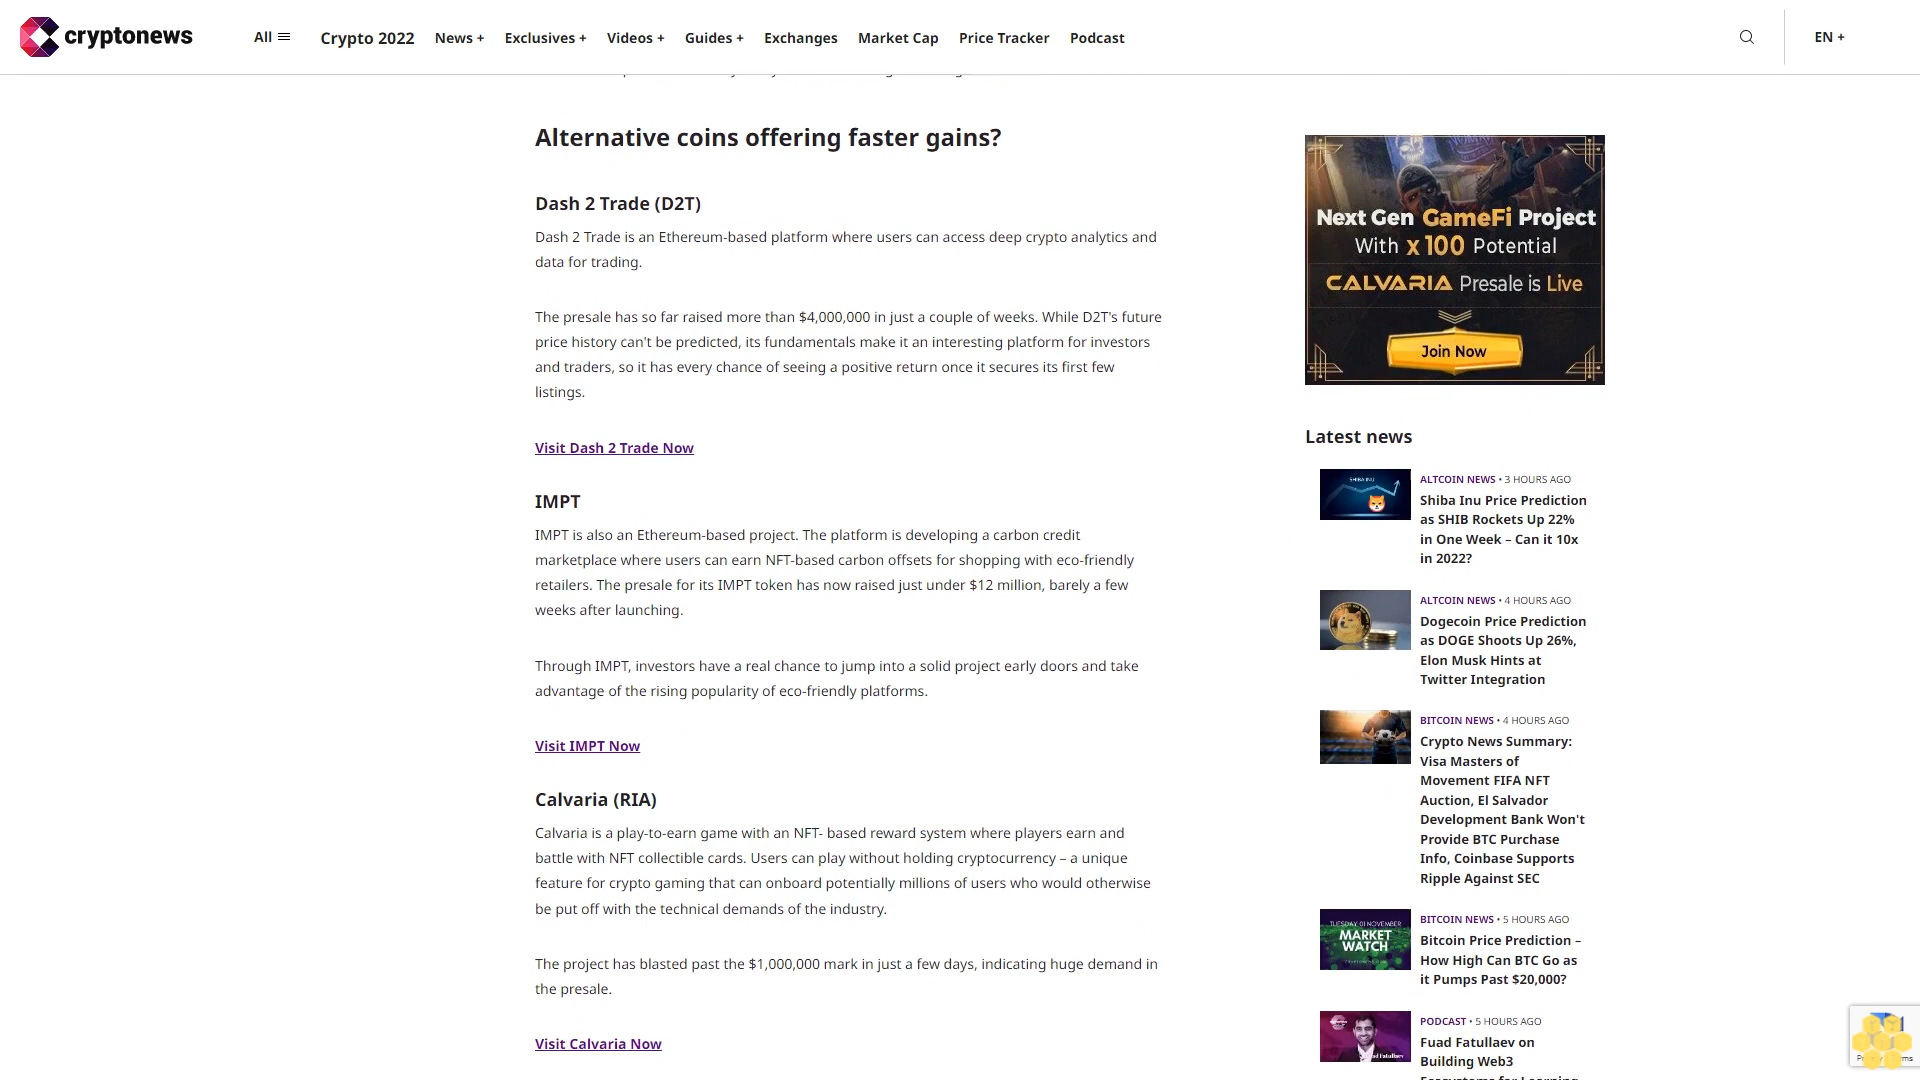 cryptonews
All
Crypto 2022
News +
Exclusives +
Videos +
Guides +
Exchanges
Market Cap
Price Tracker
Podcast
EN +
Alternative coins offering faster gains?
Dash 2 Trade (D2T)
Dash 2 Trade is an Ethereum-based platform where users can access deep crypto analytics and
data for trading.
The presale has so far raised more than $4,000,000 in just a couple of weeks. While D2T's future
price history can't be predicted, its fundamentals make it an interesting platform for investors
and traders, so it has every chance of seeing a positive return once it secures its first few
listings.
Visit Dash 2 Trade Now
IMPT
IMPT is also an Ethereum-based project. The platform is developing a carbon credit
marketplace where users can earn NFT-based carbon offsets for shopping with eco-friendly
retailers. The presale for its IMPT token has now raised just under $12 million, barely a few
weeks after launching.
Through IMPT, investors have a real chance to jump into a solid project early doors and take
advantage of the rising popularity of eco-friendly platforms.
Visit IMPT Now
Calvaria (RIA)
Calvaria is a play-to-earn game with an NFT- based reward system where players earn and
battle with NFT collectible cards. Users can play without holding cryptocurrency – a unique
feature for crypto gaming that can onboard potentially millions of users who would otherwise
be put off with the technical demands of the industry.
The project has blasted past the $1,000,000 mark in just a few days, indicating huge demand in
the presale.
Visit Calvaria Now
Next Gen GameFi Project
With x100 Potential
CALVARIA Presale is Live
Join Now
Latest news
SHIBA INU
ALTCOIN NEWS • 3 HOURS AGO
Shiba Inu Price Prediction
as SHIB Rockets Up 22%
in One Week – Can it 10x
in 2022?
ALTCOIN NEWS • 4 HOURS AGO
Dogecoin Price Prediction
as DOGE Shoots Up 26%,
Elon Musk Hints at
Twitter Integration
BITCOIN NEWS • 4 HOURS AGO
Crypto News Summary:
Visa Masters of
Movement FIFA NFT
Auction, El Salvador
Development Bank Won't
Provide BTC Purchase
Info, Coinbase Supports
Ripple Against SEC
TUESDAY 01 NOVEMBER
MARKET
WATCH
BITCOIN NEWS • 5 HOURS AGO
Bitcoin Price Prediction –
How High Can BTC Go as
it Pumps Past $20,000?
PODCAST • 5 HOURS AGO
Fuad Fatullaev on
Building Web3
Ecosystems for Learning